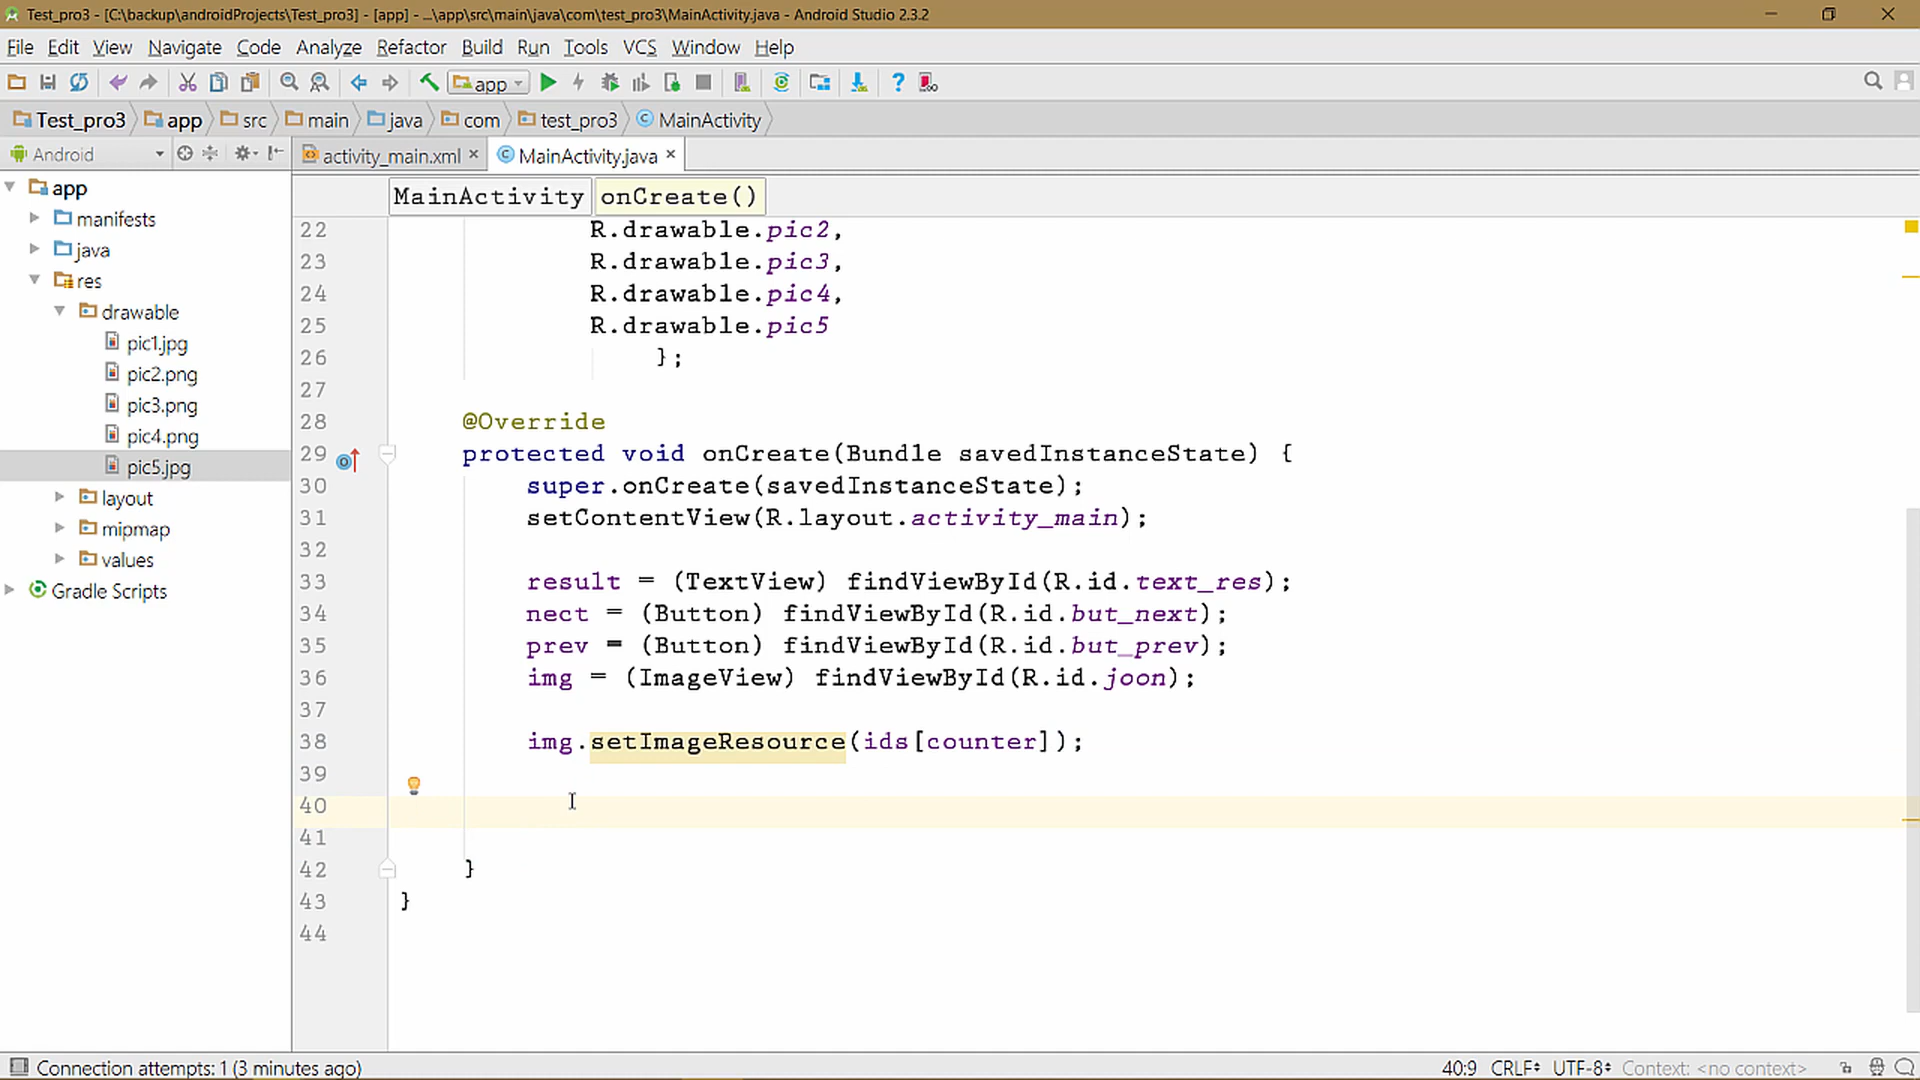 Test_pro3 - [C:\backup\androidProjects\Test_pro3] - [app] - ...\app\src\main\java\com\test_pro3\MainActivity.java - Android Studio 2.3.2
File Edit View Navigate Code Analyze Refactor Build Run Tools VCS Window Help
app
Test_pro3 app src main java com test_pro3 MainActivity
Android activity_main.xml MainActivity.java
app
manifests
java
res
drawable
pic1.jpg
pic2.png
pic3.png
pic4.png
pic5.jpg
layout
mipmap
values
Gradle Scripts
MainActivity onCreate()
22 R.drawable.pic2,
23 R.drawable.pic3,
24 R.drawable.pic4,
25 R.drawable.pic5
26 };
27
28 @Override
29 protected void onCreate(Bundle savedInstanceState) {
30 super.onCreate(savedInstanceState);
31 setContentView(R.layout.activity_main);
32
33 result = (TextView) findViewById(R.id.text_res);
34 nect = (Button) findViewById(R.id.but_next);
35 prev = (Button) findViewById(R.id.but_prev);
36 img = (ImageView) findViewById(R.id.joon);
37
38 img.setImageResource(ids[counter]);
39
40
41
42 }
43 }
44
Connection attempts: 1 (3 minutes ago) 40:9 CRLF UTF-8 Context: <no context>